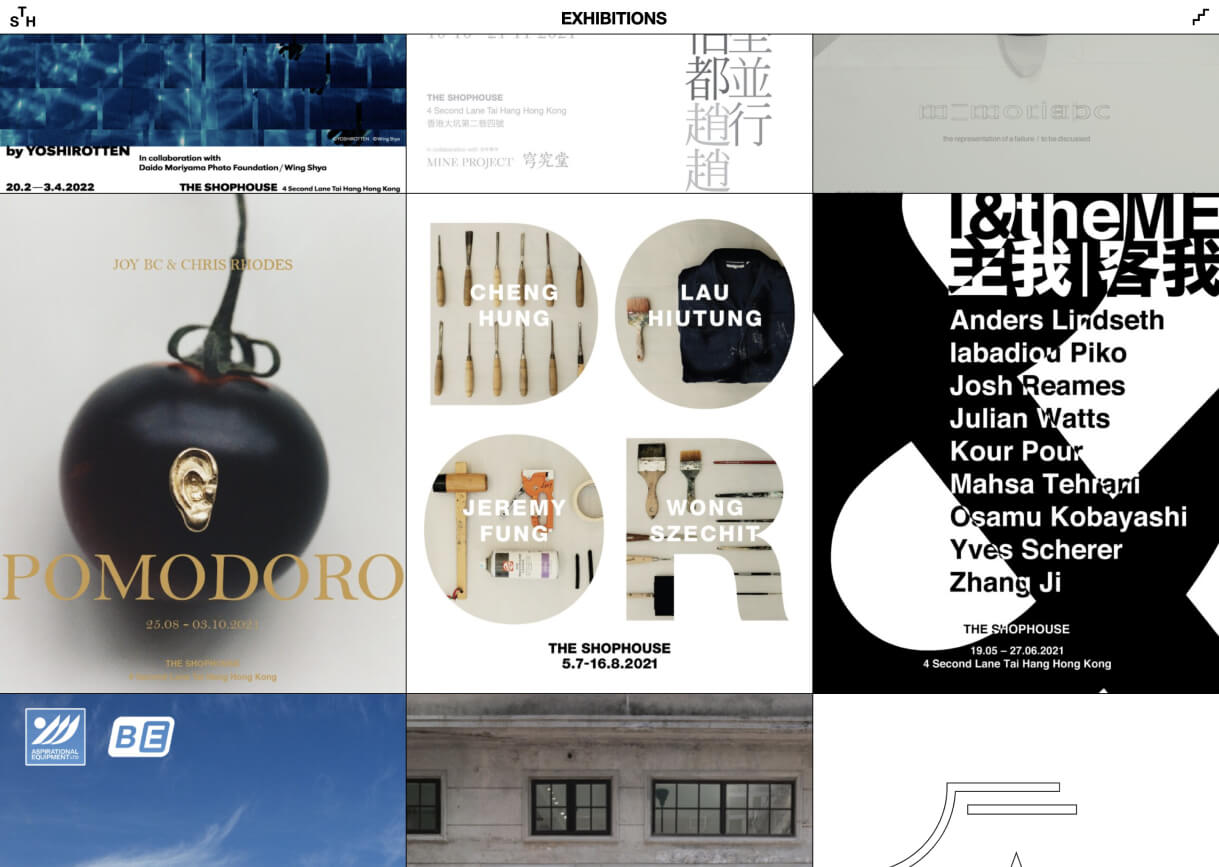 STH
EXHIBITIONS
©YOSHIROTTEN ©Wing Shya
by YOSHIROTTEN
In collaboration with
Daido Moriyama Photo Foundation / Wing Shya
20.2—3.4.2022
THE SHOPHOUSE 4 Second Lane Tai Hang Hong Kong
THE SHOPHOUSE
4 Second Lane Tai Hang Hong Kong
香港大坑第二巷四號
In collaboration with
MINE PROJECT
都趙趙
並行
the representation of a failure / to be discussed
JOY BC & CHRIS RHODES
POMODORO
25.08 - 03.10.2021
THE SHOPHOUSE
Hong Kong
CHENG
HUNG
LAU
HIUTUNG
JEREMY
FUNG
WONG
SZECHIT
THE SHOPHOUSE
5.7-16.8.2021
I&theME
主我|客我
Anders Lindseth
Iabadiou Piko
Josh Reames
Julian Watts
Kour Pour
Mahsa Tehrani
Osamu Kobayashi
Yves Scherer
Zhang Ji
THE SHOPHOUSE
19.05 – 27.06.2021
4 Second Lane Tai Hang Hong Kong
ASPIRATIONAL
EQUIPMENT LTD
BE